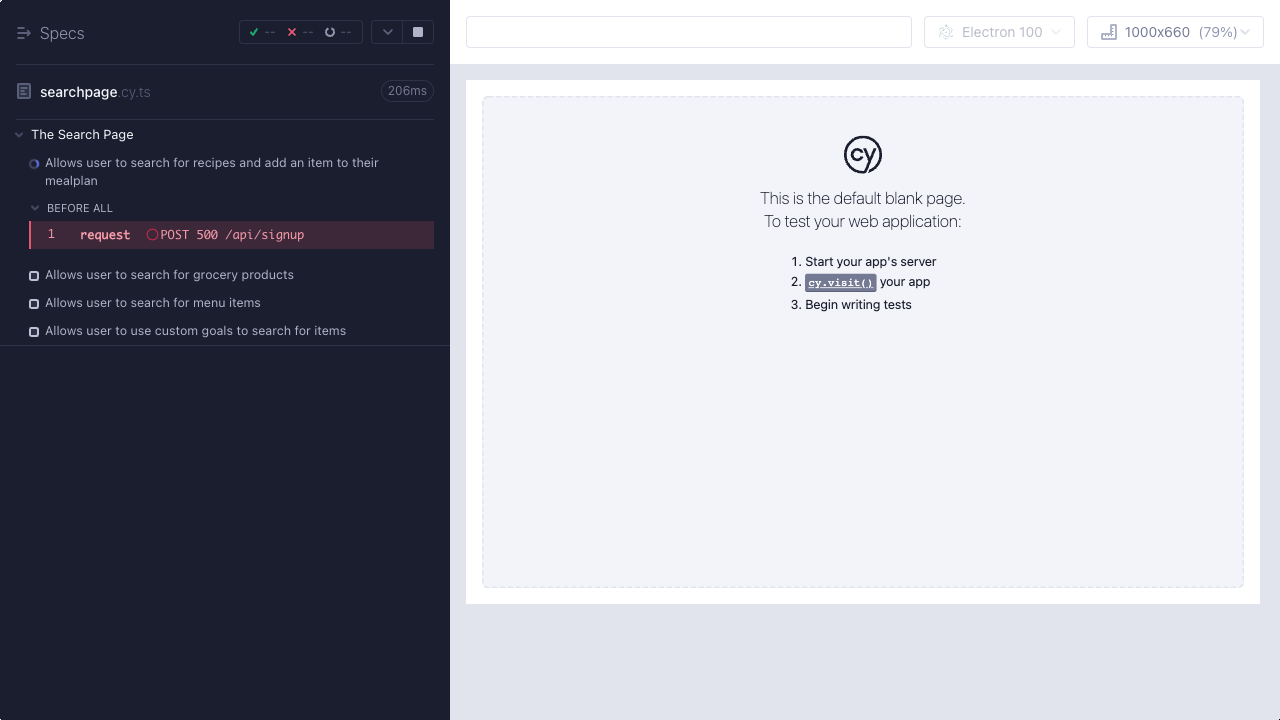 Specs
--
--
--
searchpage.cy.ts
206ms
The Search Page
Allows user to search for recipes and add an item to their
mealplan
BEFORE ALL
1 request POST 500 /api/signup
Allows user to search for grocery products
Allows user to search for menu items
Allows user to use custom goals to search for items
Electron 100
1000x660 (79%)
cy
This is the default blank page.
To test your web application:
1. Start your app's server
2. cy.visit() your app
3. Begin writing tests